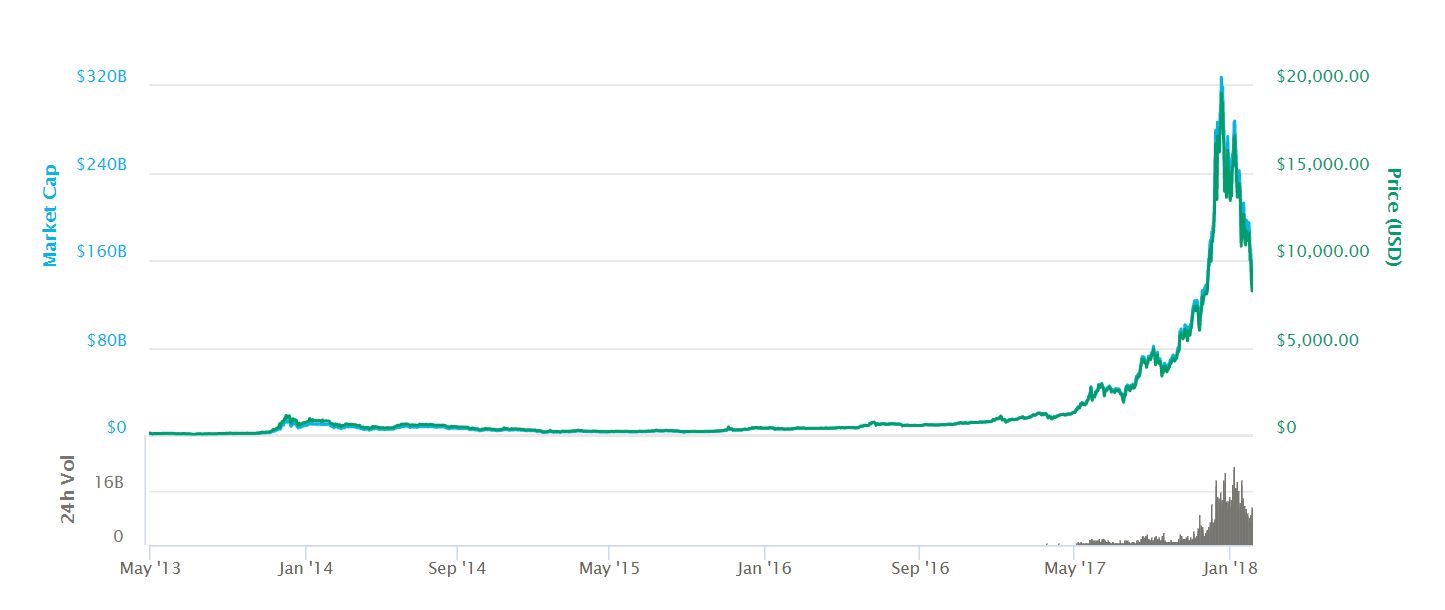 $320B
$20,000.00
$240B
$15,000.00
Market Cap
Price (USD)
$160B
$10,000.00
$80B
$5,000.00
$0
$0
24h Vol
16B
0
May '13
Jan '14
Sep '14
May '15
Jan '16
Sep '16
May '17
Jan '18